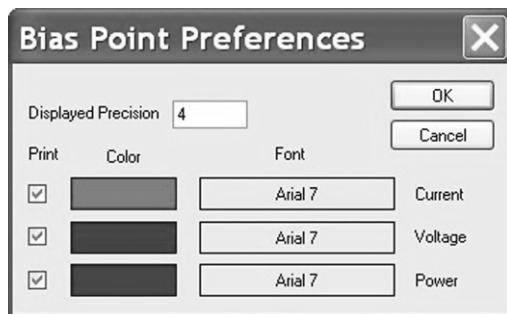 Bias Point Preferences
OK
Displayed Precision 4
Cancel
Print Color Font
Arial 7 Current
Arial 7 Voltage
Arial 7 Power